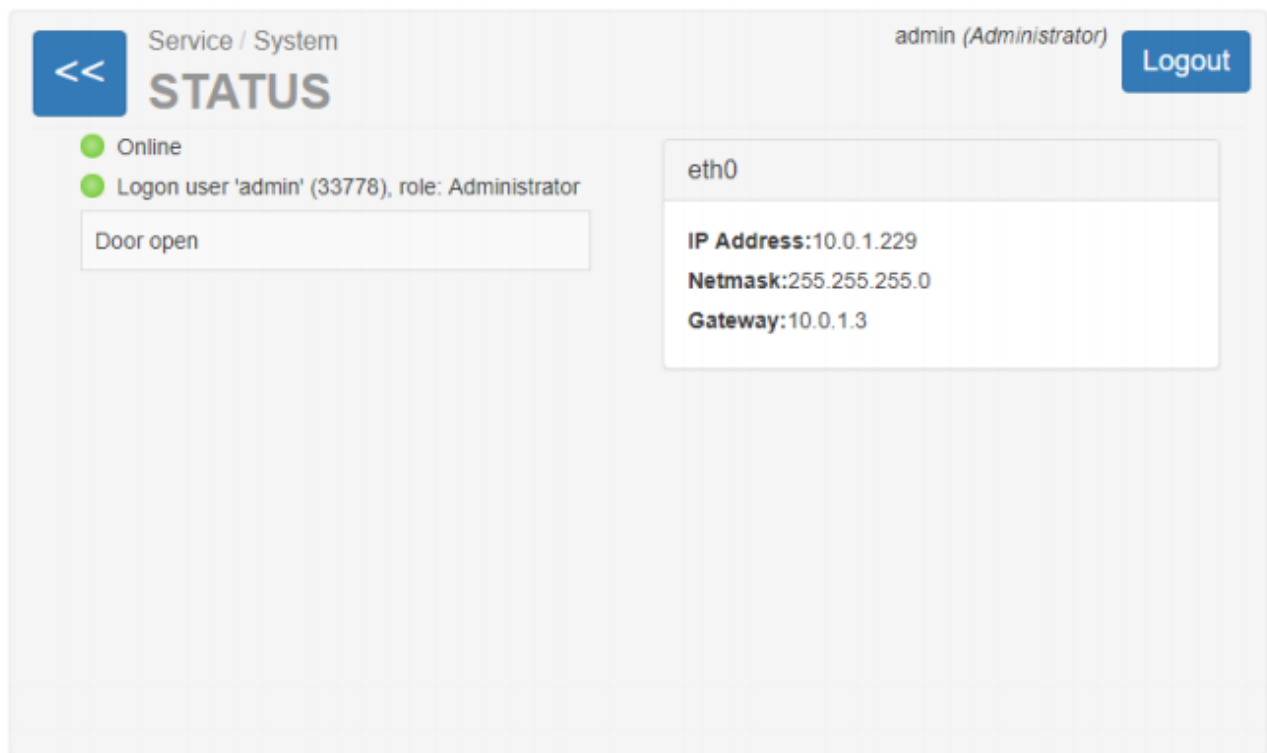 <<
Service / System
STATUS
admin (Administrator)
Logout
Online
Logon user 'admin' (33778), role: Administrator
Door open
eth0
IP Address:10.0.1.229
Netmask:255.255.255.0
Gateway:10.0.1.3